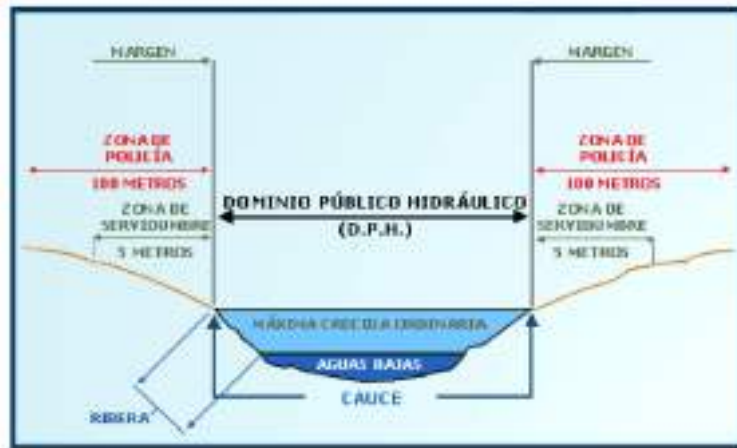 MARGEN
MARGEN
ZONA DE
POLICÍA
100 METROS
ZONA DE
POLICÍA
100 METROS
DOMINIO PÚBLICO HIDRÁULICO
(D.P.H.)
ZONA DE
SERVIDUMBRE
5 METROS
ZONA DE
SERVIDUMBRE
5 METROS
MÁXIMA CRECIDA ORDINARIA
AGUAS BAJAS
CAUCE
RIBERA